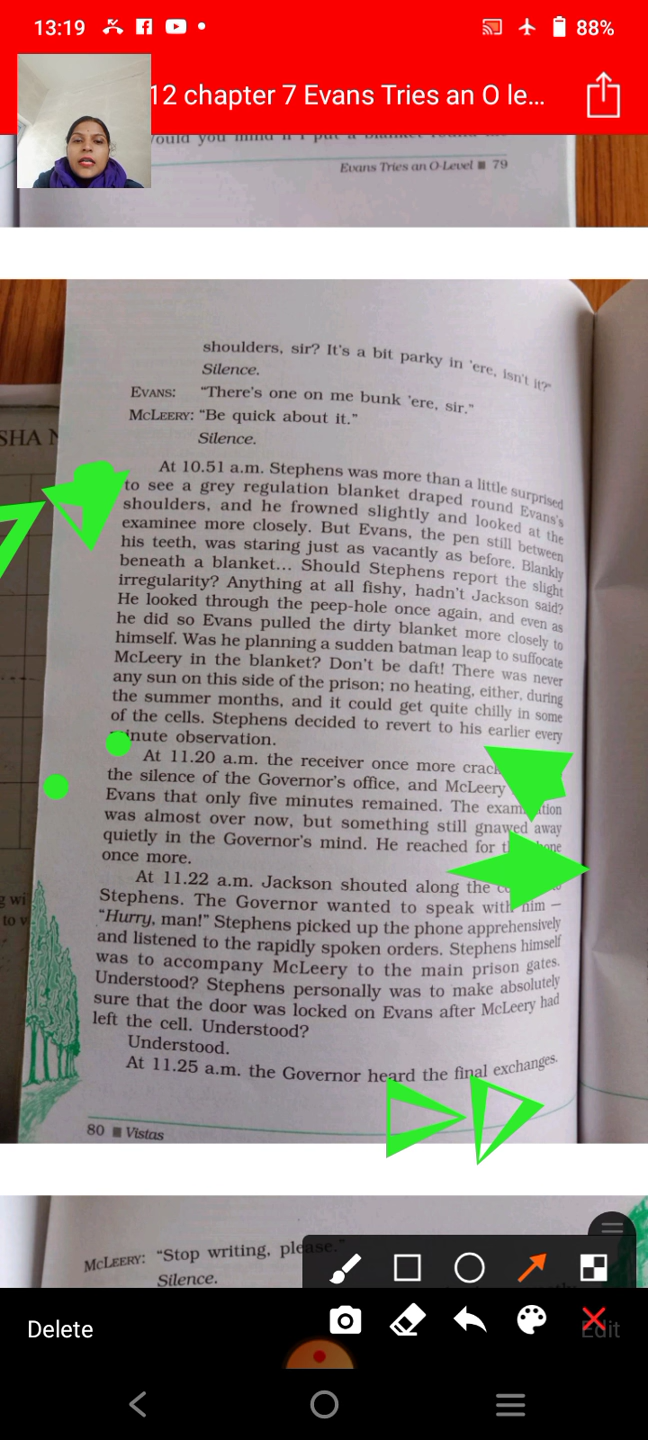 13:19
88%
12 chapter 7 Evans Tries an O le...
would you mind if I put a blanket round me
Evans Tries an O-Level ■ 79
shoulders, sir? It's a bit parky in 'ere, isn't it?"
Silence.
EVANS: "There's one on me bunk 'ere, sir."
MCLEERY: "Be quick about it."
Silence.
SHA
At 10.51 a.m. Stephens was more than a little surprised
to see a grey regulation blanket draped round Evans's
shoulders, and he frowned slightly and looked at the
examinee more closely. But Evans, the pen still between
his teeth, was staring just as vacantly as before. Blankly
beneath a blanket... Should Stephens report the slight
irregularity? Anything at all fishy, hadn't Jackson said?
He looked through the peep-hole once again, and even as
he did so Evans pulled the dirty blanket more closely to
himself. Was he planning a sudden batman leap to suffocate
McLeery in the blanket? Don't be daft! There was never
any sun on this side of the prison; no heating, either, during
the summer months, and it could get quite chilly in some
of the cells. Stephens decided to revert to his earlier every
minute observation.
At 11.20 a.m. the receiver once more
the silence of the Governor's office, and McLeery
Evans that only five minutes remained. The examination
was almost over now, but something still gnawed away
quietly in the Governor's mind. He reached for
once more.
At 11.22 a.m. Jackson shouted along the
Stephens. The Governor wanted to speak with him —
"Hurry, man!" Stephens picked up the phone apprehensively
and listened to the rapidly spoken orders. Stephens himself
was to accompany McLeery to the main prison gates.
Understood? Stephens personally was to make absolutely
sure that the door was locked on Evans after McLeery had
left the cell. Understood?
Understood.
At 11.25 a.m. the Governor heard the final exchanges.
80 ■ Vistas
MCLEERY: "Stop writing, please."
Silence.
Delete
Edit